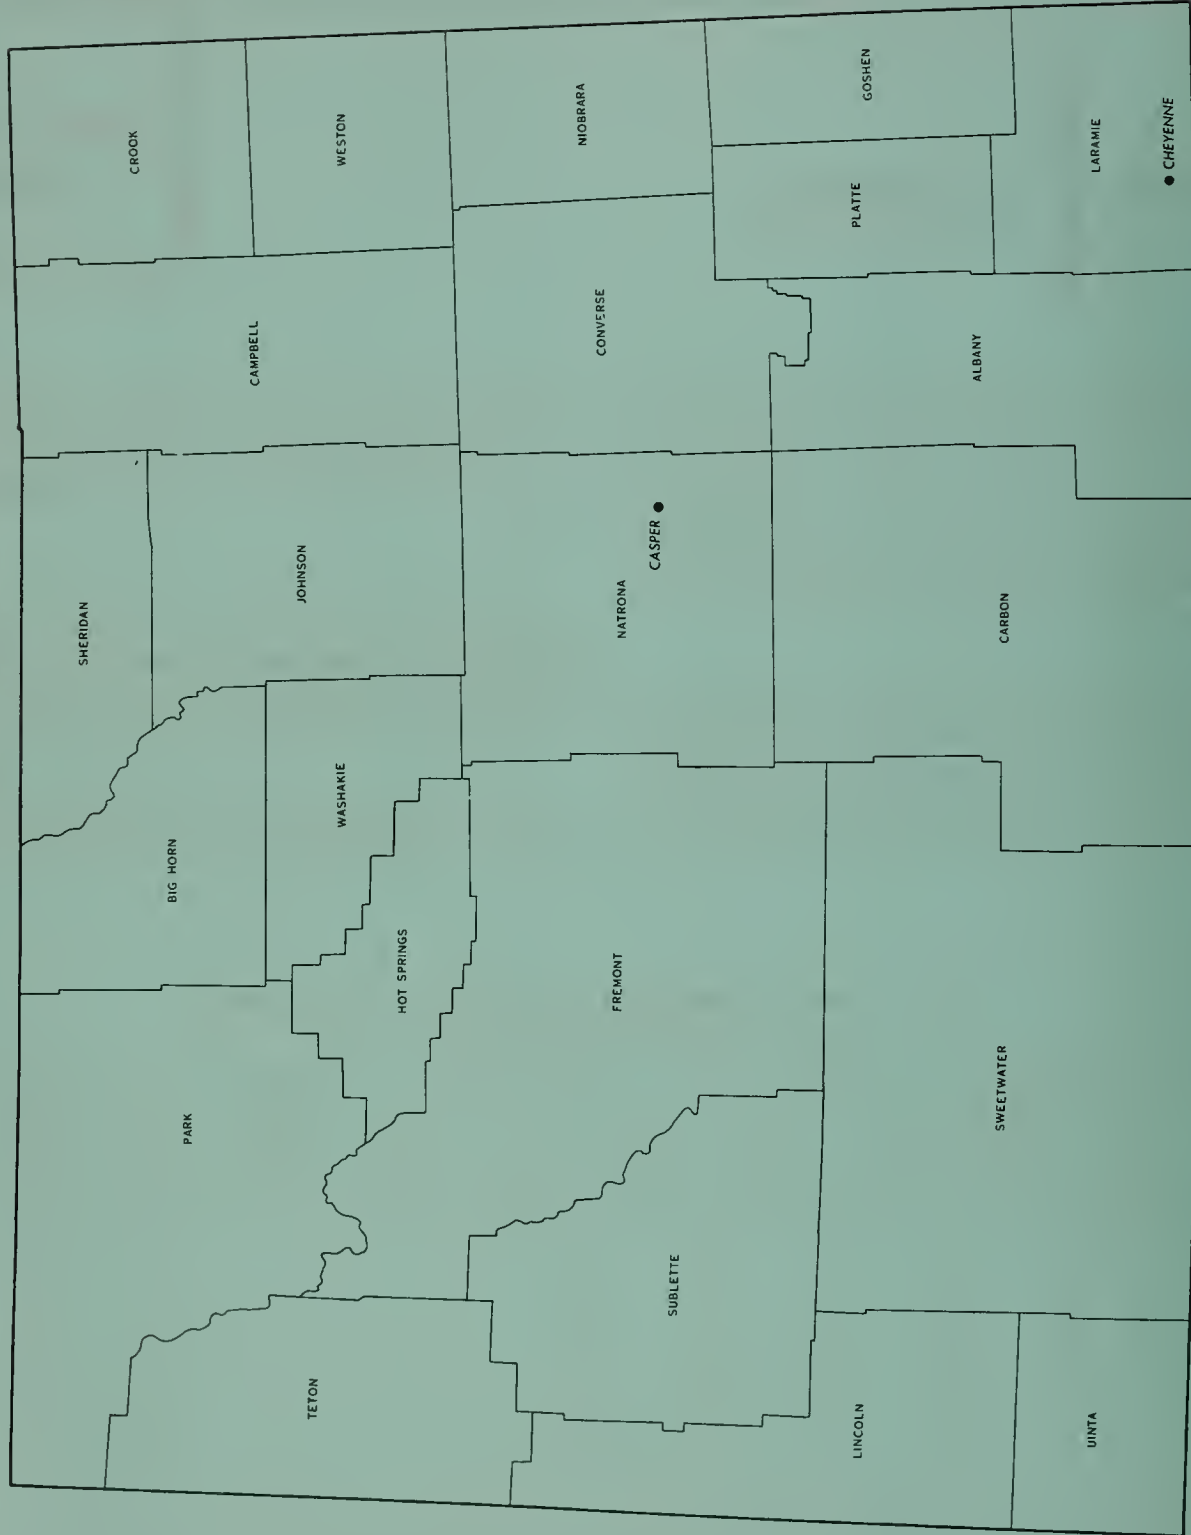 PARK
BIG HORN
SHERIDAN
CAMPBELL
CROOK
TETON
HOT SPRINGS
WASHAKIE
JOHNSON
WESTON
SUBLETTE
FREMONT
NATRONA
CASPER
CONVERSE
NIOBRARA
LINCOLN
UINTA
SWEETWATER
CARBON
ALBANY
PLATTE
GOSHEN
LARAMIE
CHEYENNE